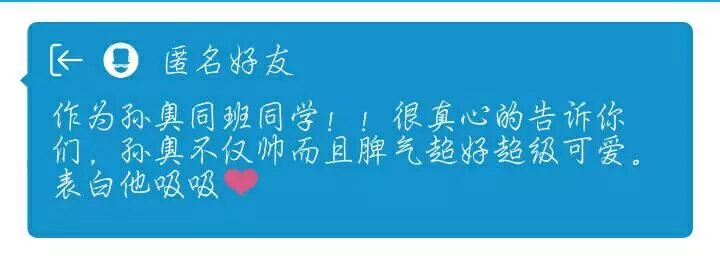 匿名好友
作为孙奥同班同学！！很真心的告诉你
们，孙奥不仅帅而且脾气超好超级可爱。
表白他吸吸❤